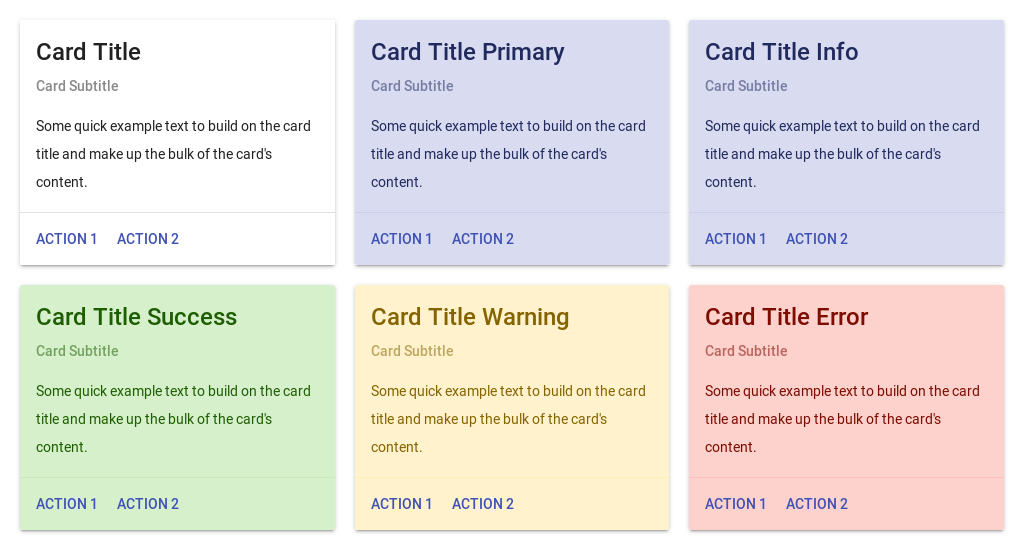 Card Title
Card Subtitle
Some quick example text to build on the card
title and make up the bulk of the card's
content.
ACTION 1 ACTION 2
Card Title Primary
Card Subtitle
Some quick example text to build on the card
title and make up the bulk of the card's
content.
ACTION 1 ACTION 2
Card Title Info
Card Subtitle
Some quick example text to build on the card
title and make up the bulk of the card's
content.
ACTION 1 ACTION 2
Card Title Success
Card Subtitle
Some quick example text to build on the card
title and make up the bulk of the card's
content.
ACTION 1 ACTION 2
Card Title Warning
Card Subtitle
Some quick example text to build on the card
title and make up the bulk of the card's
content.
ACTION 1 ACTION 2
Card Title Error
Card Subtitle
Some quick example text to build on the card
title and make up the bulk of the card's
content.
ACTION 1 ACTION 2